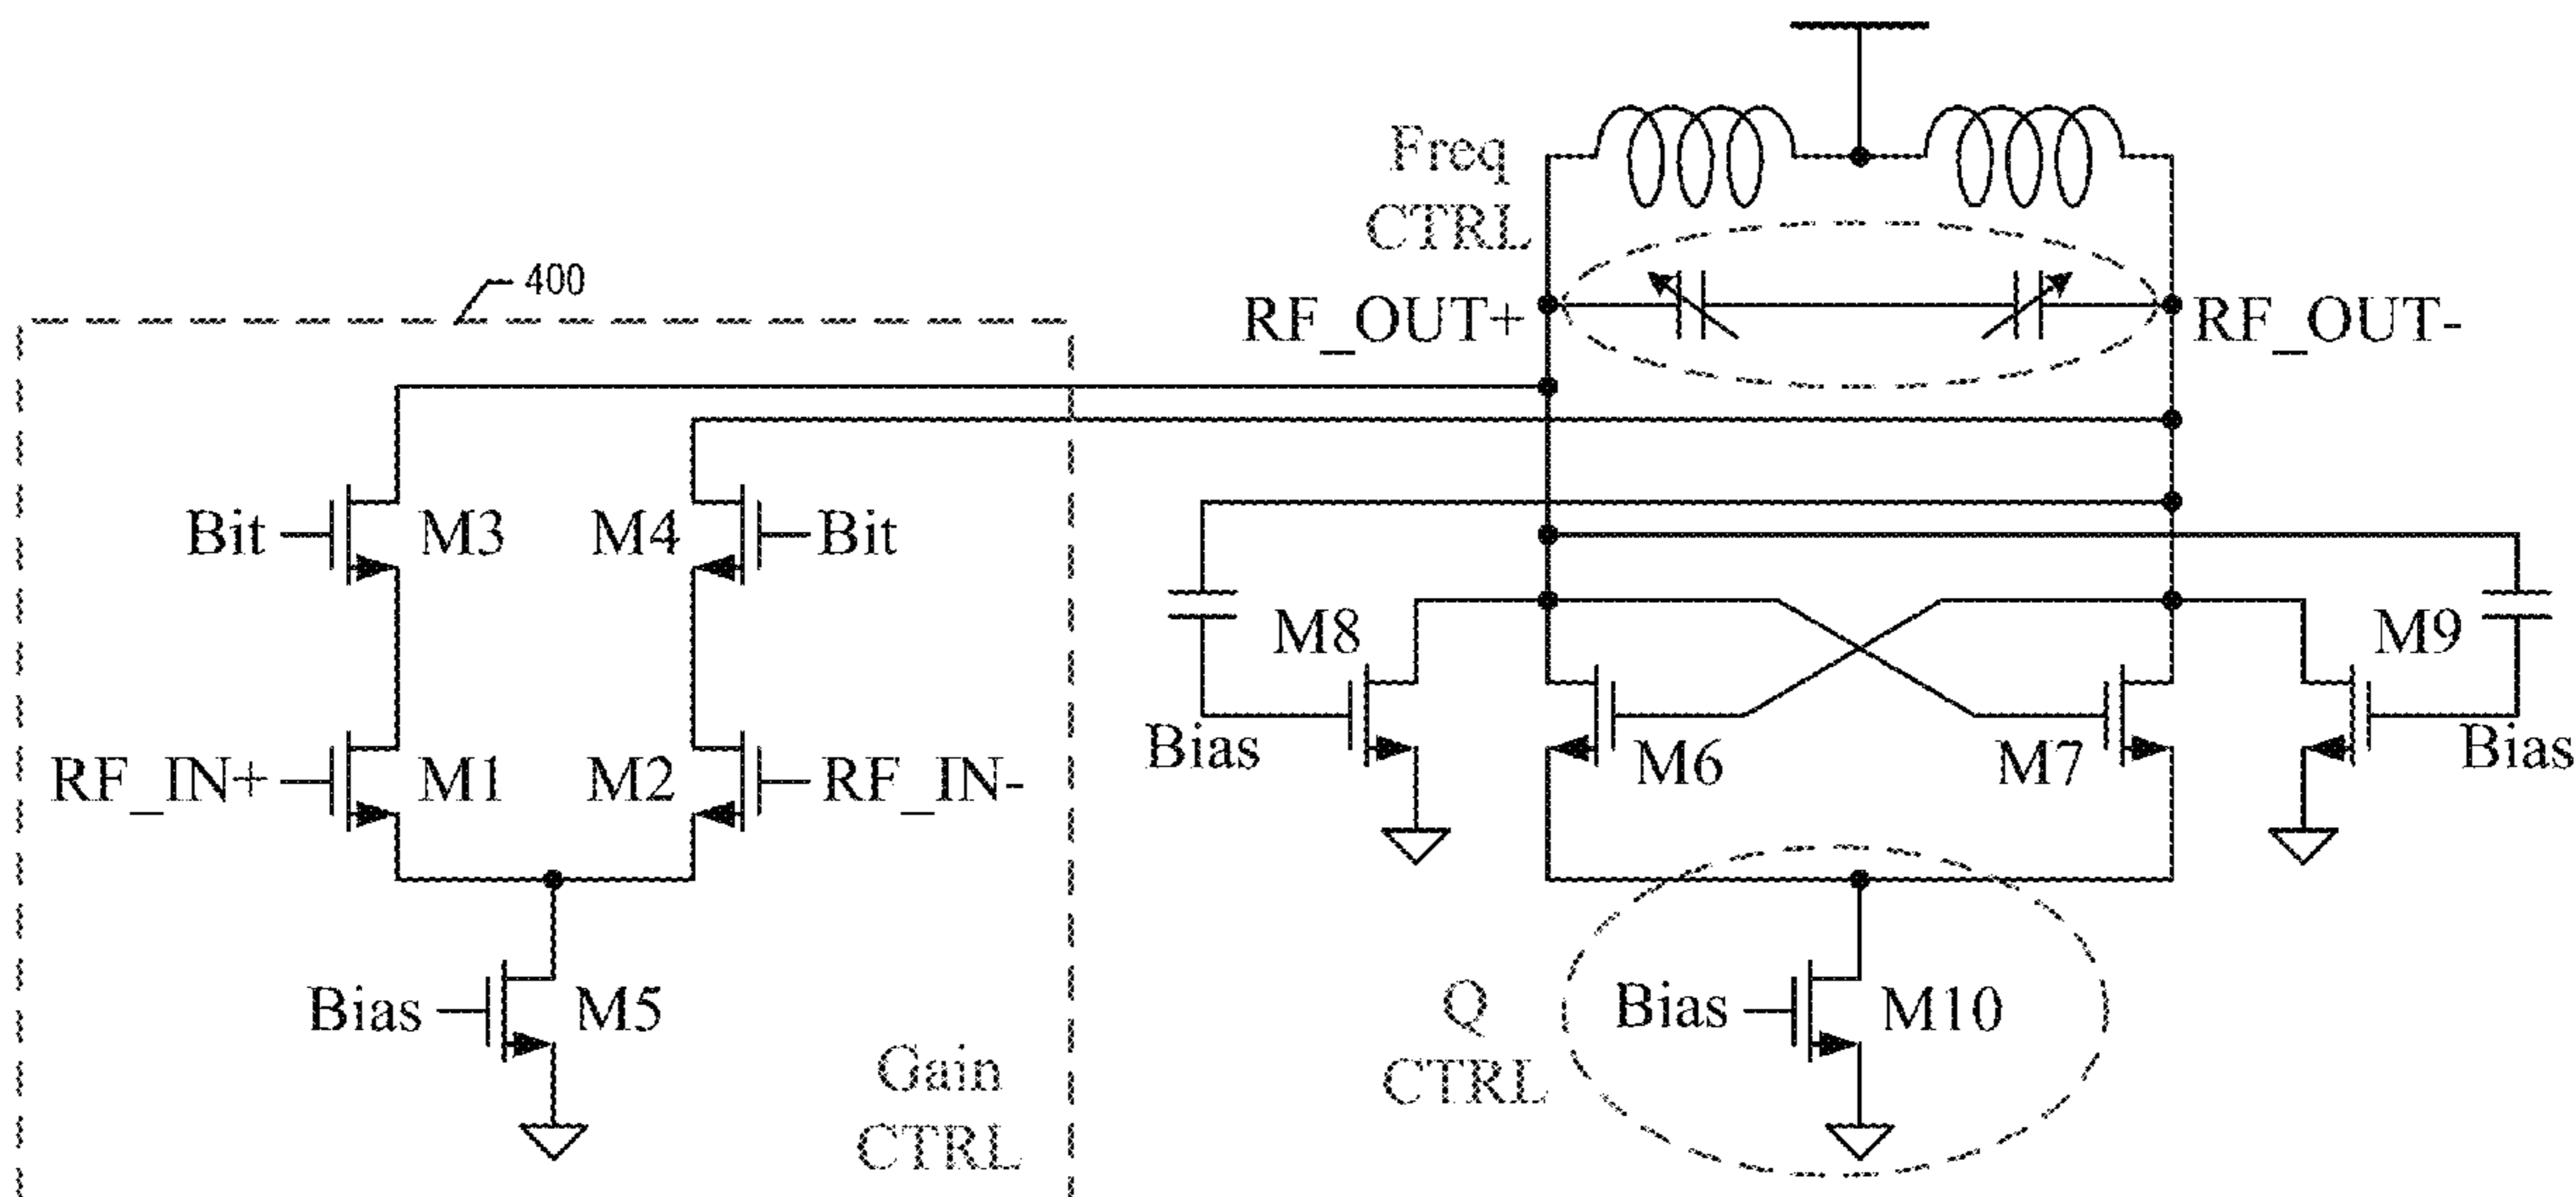 Freq
CTRL
400
RF_OUT+
RF_OUT-
Bit
M3
M4
Bit
M8
M9
RF_IN+
M1
M2
RF_IN-
Bias
M6
M7
Bias
Bias
M5
Q
CTRL
Bias
M10
Gain
CTRL